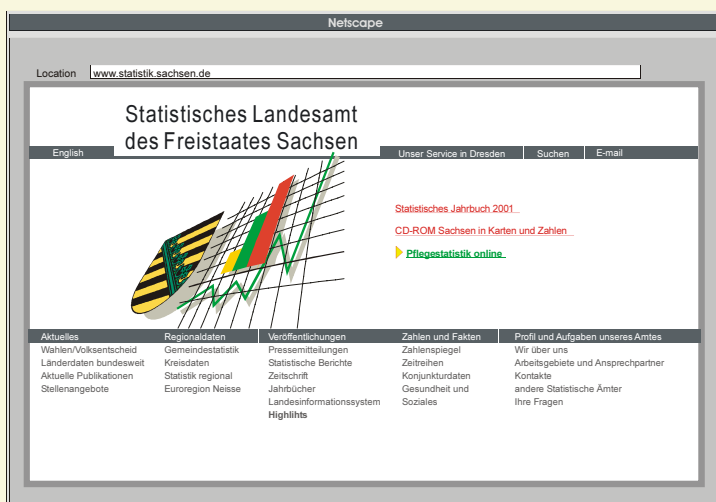 Netscape
Location www.statistik.sachsen.de
Statistisches Landesamt
des Freistaates Sachsen
English Unser Service in Dresden Suchen E-mail
Statistisches Jahrbuch 2001
CD-ROM Sachsen in Karten und Zahlen
Pflegestatistik online
Aktuelles Regionaldaten Veröffentlichungen Zahlen und Fakten Profil und Aufgaben unseres Amtes
Wahlen/Volksentscheid Gemeindestatistik Pressemitteilungen Zahlenspiegel Wir über uns
Länderdaten bundesweit Kreisdaten Statistische Berichte Zeitreihen Arbeitsgebiete und Ansprechpartner
Aktuelle Publikationen Statistik regional Zeitschrift Konjunkturdaten Kontakte
Stellenangebote Euroregion Neisse Jahrbücher Gesundheit und andere Statistische Ämter
Landesinformationssystem Soziales Ihre Fragen
Highlihts